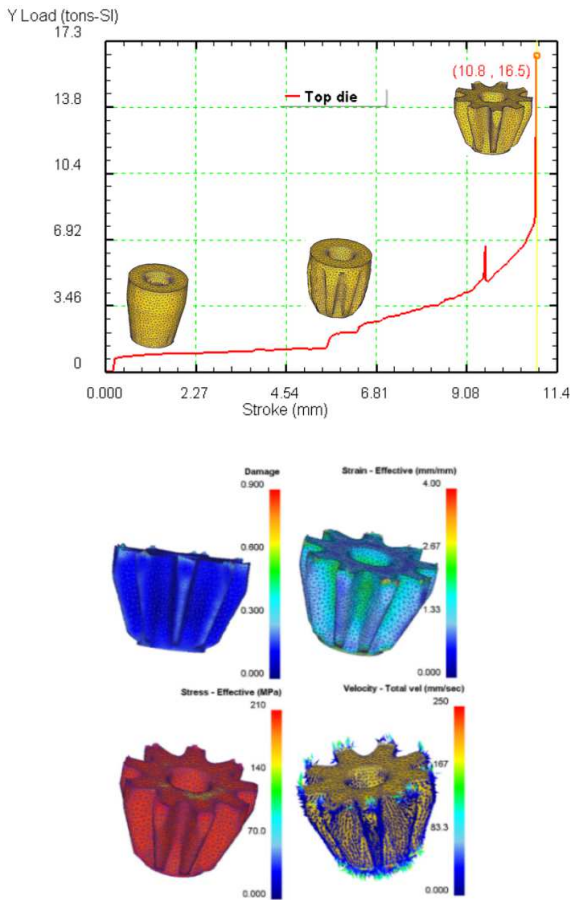 Y Load (tons-SI)
17.3
13.8
10.4
6.92
3.46
0
(10.8 , 16.5)
Top die
0.000 2.27 4.54 6.81 9.08 11.4
Stroke (mm)
Damage
0.900
0.600
0.300
0.000
Strain - Effective (mm/mm)
4.00
2.67
1.33
0.000
Stress - Effective (MPa)
210
140
70.0
0.000
Velocity - Total vel (mm/sec)
250
167
83.3
0.000